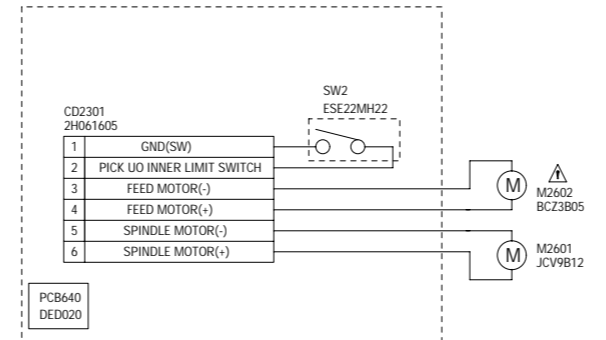 SW2
ESE22MH22
CD2301
2H061605
1 GND(SW)
2 PICK UO INNER LIMIT SWITCH
3 FEED MOTOR(-)
4 FEED MOTOR(+)
5 SPINDLE MOTOR(-)
6 SPINDLE MOTOR(+)
M
M2602
BCZ3B05
M
M2601
JCV9B12
PCB640
DED020